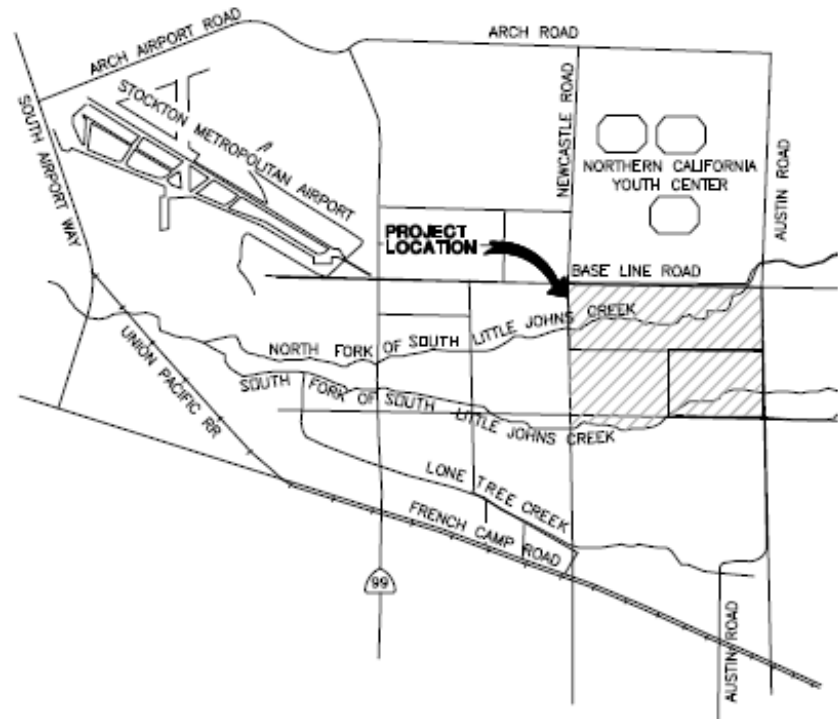 ARCH AIRPORT ROAD
ARCH ROAD
STOCKTON METROPOLITAN AIRPORT
SOUTH AIRPORT WAY
NEWCASTLE ROAD
NORTHERN CALIFORNIA
YOUTH CENTER
AUSTIN ROAD
PROJECT
LOCATION
BASE LINE ROAD
NORTH FORK OF SOUTH LITTLE JOHNS CREEK
UNION PACIFIC RR
SOUTH FORK OF SOUTH LITTLE JOHNS CREEK
LONE TREE CREEK
FRENCH CAMP ROAD
99
AUSTIN ROAD